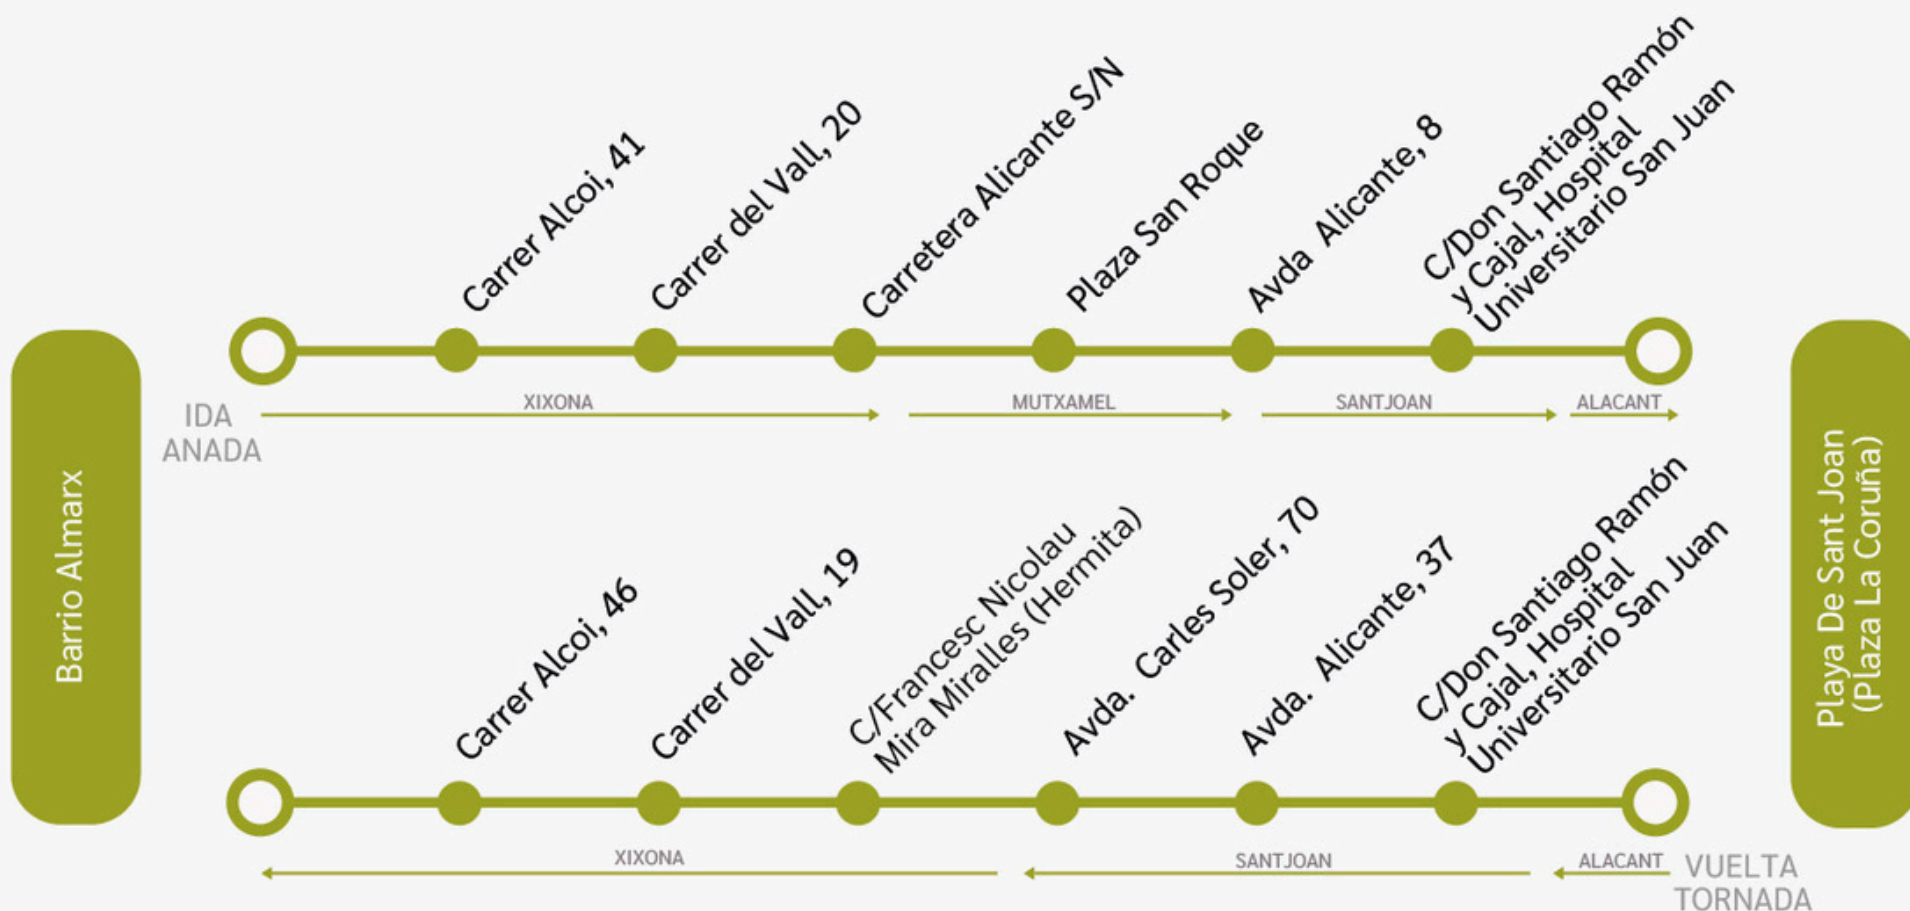 Barrio Almarx
IDA
ANADA
Carrer Alcoi, 41
Carrer del Vall, 20
Carretera Alicante S/N
Plaza San Roque
Avda Alicante, 8
C/Don Santiago Ramón
y Cajal, Hospital
Universitario San Juan
XIXONA
MUTXAMEL
SANTJOAN
ALACANT
Carrer Alcoi, 46
Carrer del Vall, 19
C/Francesc Nicolau
Mira Miralles (Hermita)
Avda. Carles Soler, 70
Avda. Alicante, 37
C/Don Santiago Ramón
y Cajal, Hospital
Universitario San Juan
XIXONA
SANTJOAN
ALACANT
VUELTA
TORNADA
Playa De Sant Joan
(Plaza La Coruña)